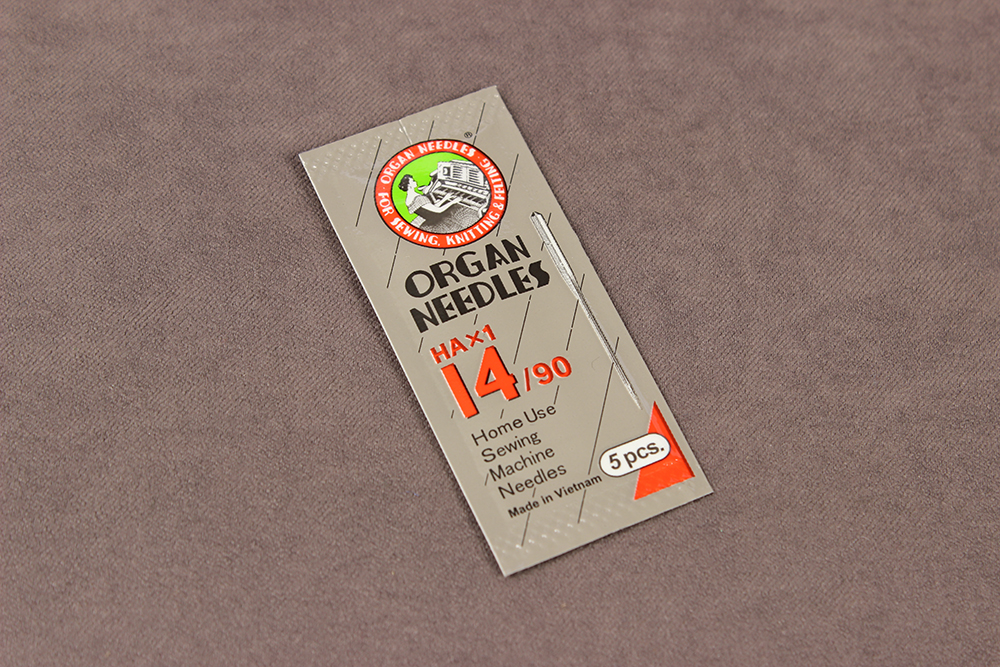 ®
· ORGAN NEEDLES ·
FOR SEWING, KNITTING & FELTING
ORGAN
NEEDLES
HA×1
14/90
Home Use
Sewing
Machine
Needles
Made in Vietnam
5 pcs.